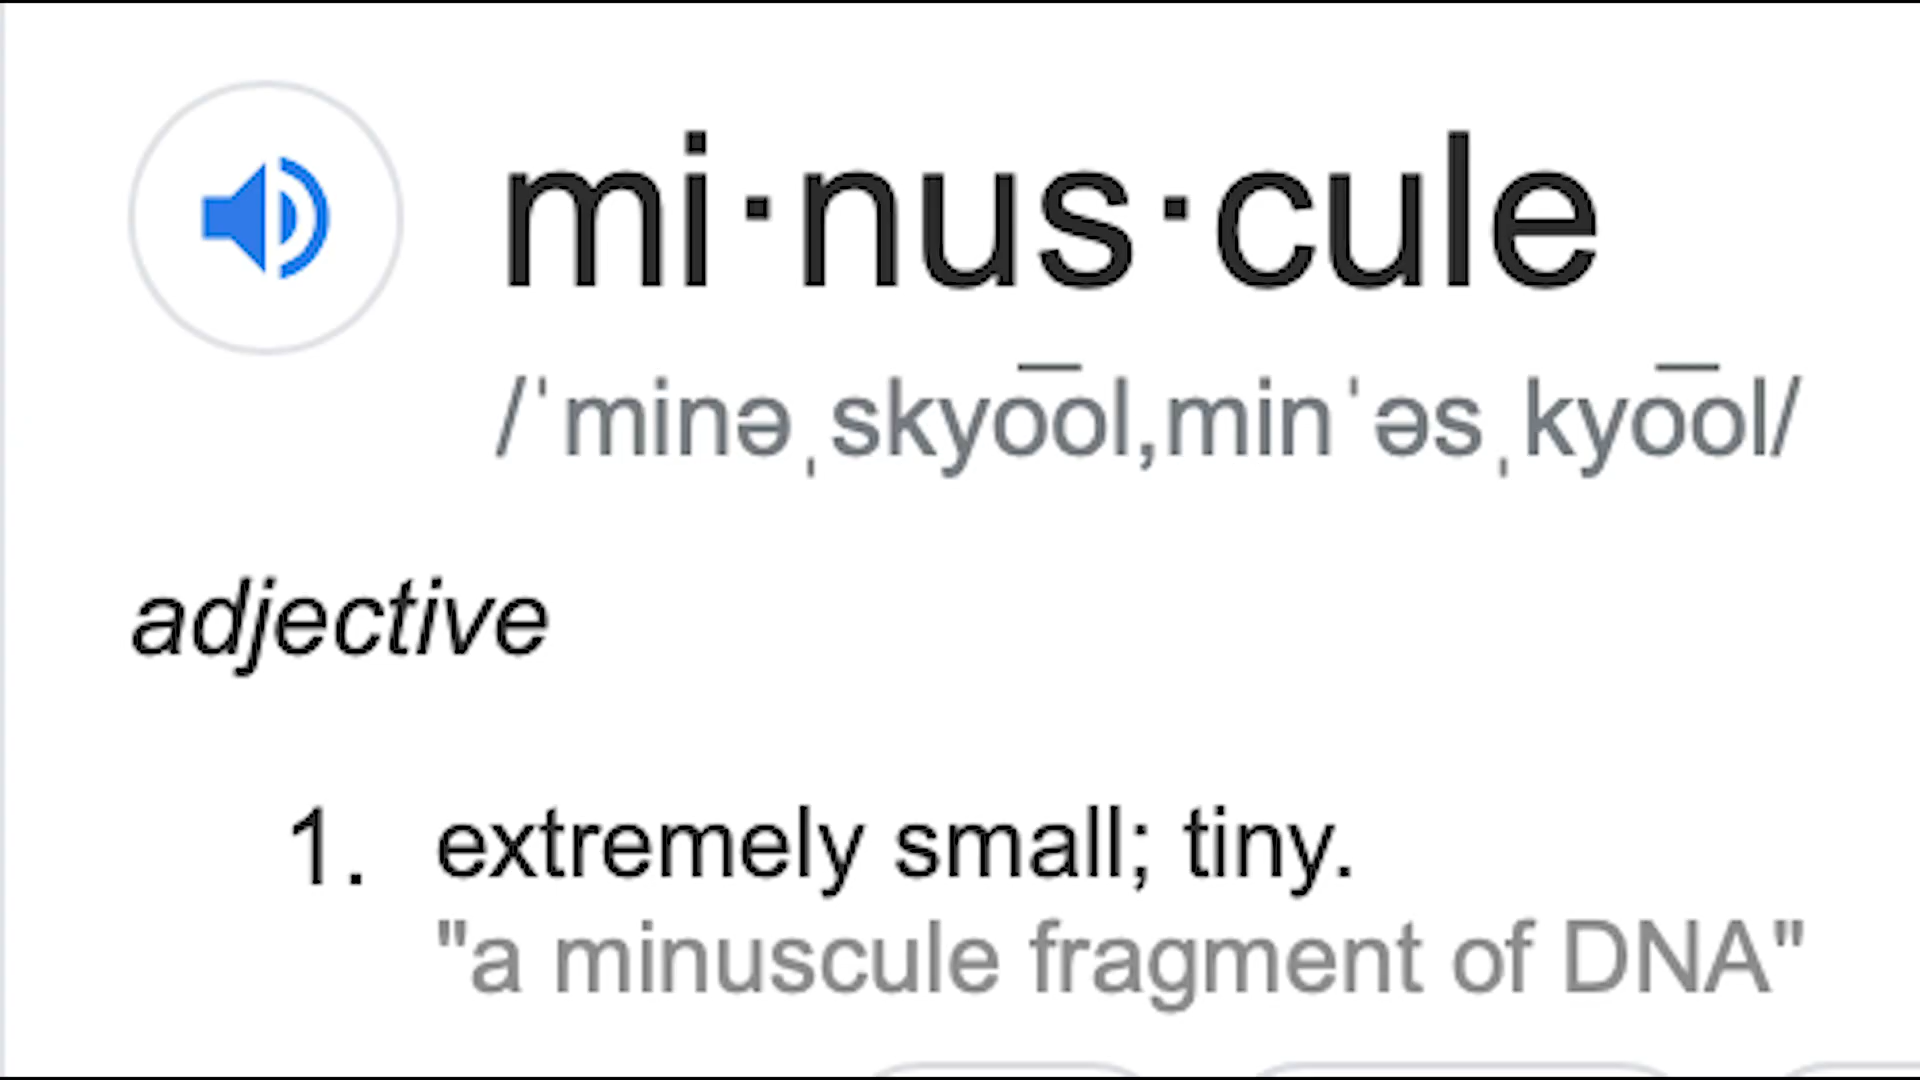 mi·nus·cule
/ˈminəˌskyo͞ol,minˈəsˌkyo͞ol/
adjective
1. extremely small; tiny.
"a minuscule fragment of DNA"